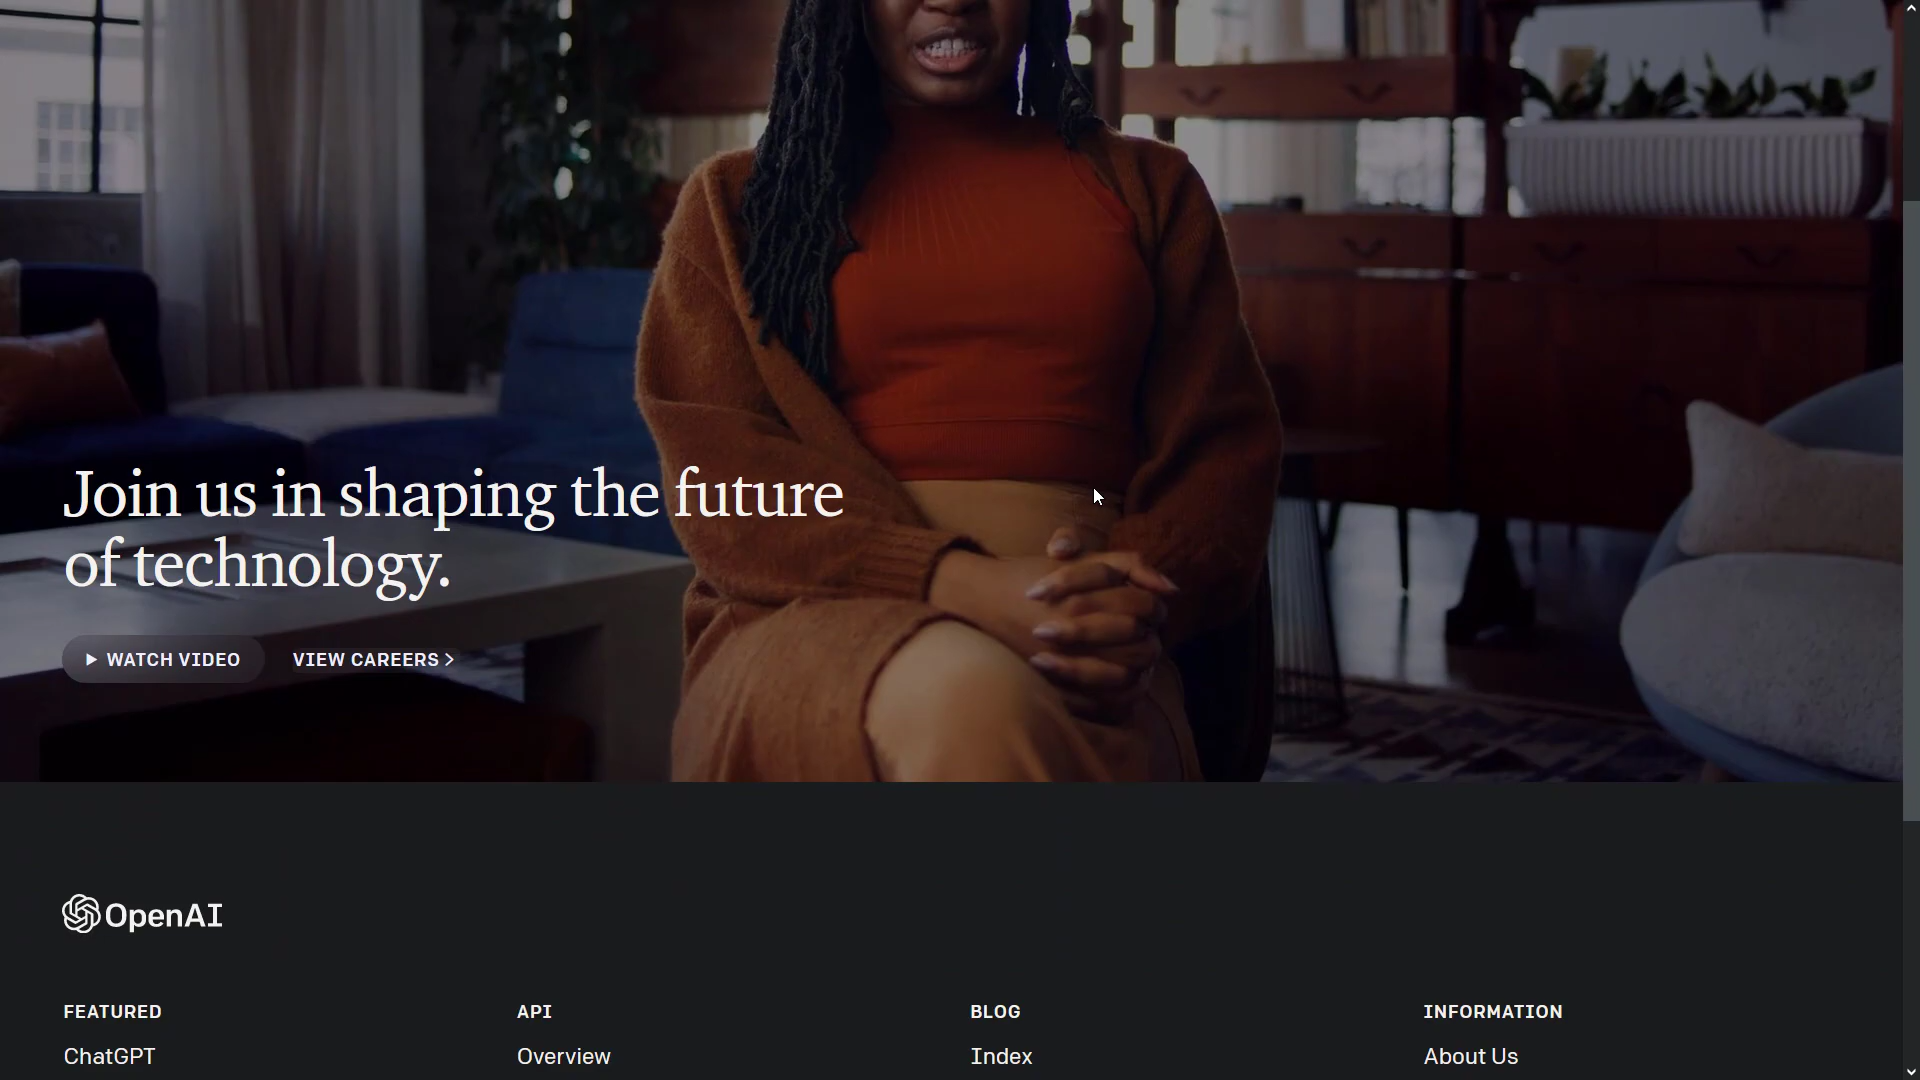 Join us in shaping the future
of technology.
WATCH VIDEO
VIEW CAREERS
OpenAI
FEATURED
API
BLOG
INFORMATION
ChatGPT
Overview
Index
About Us